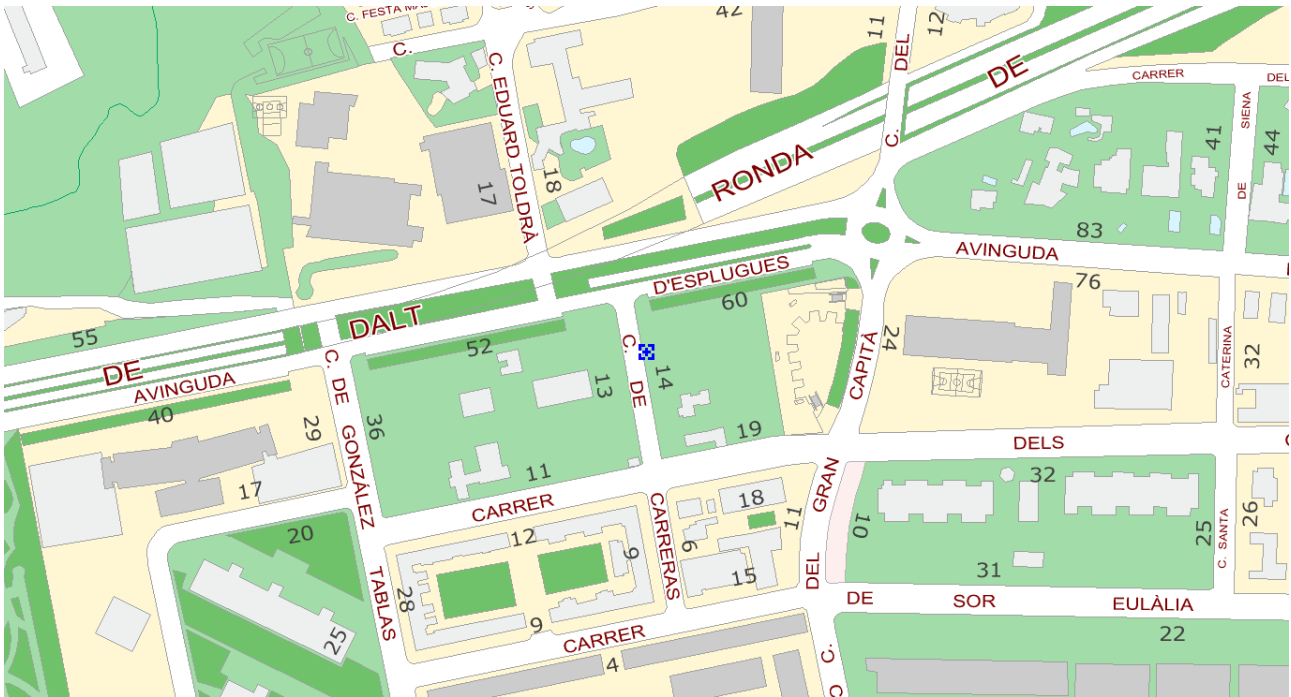 C. FESTA MA
42
11
12
C.
C. EDUARD TOLDRÀ
DEL
C.
DE
CARRER
DEL
SIENA
DE
41
44
17
18
RONDA
83
AVINGUDA
D'ESPLUGUES
60
76
55
DALT
52
DE
AVINGUDA
40
C. DE GONZÁLEZ TABLAS
36
29
C. DE CARRERAS
13
14
24
CAPITÀ
CATERINA
32
19
11
17
DELS
C
CARRER
20
12
9
28
25
9
6
18
11
15
GRAN
DEL
10
32
31
25
26
C. SANTA
DE SOR EULÀLIA
22
CARRER
4
C.
C